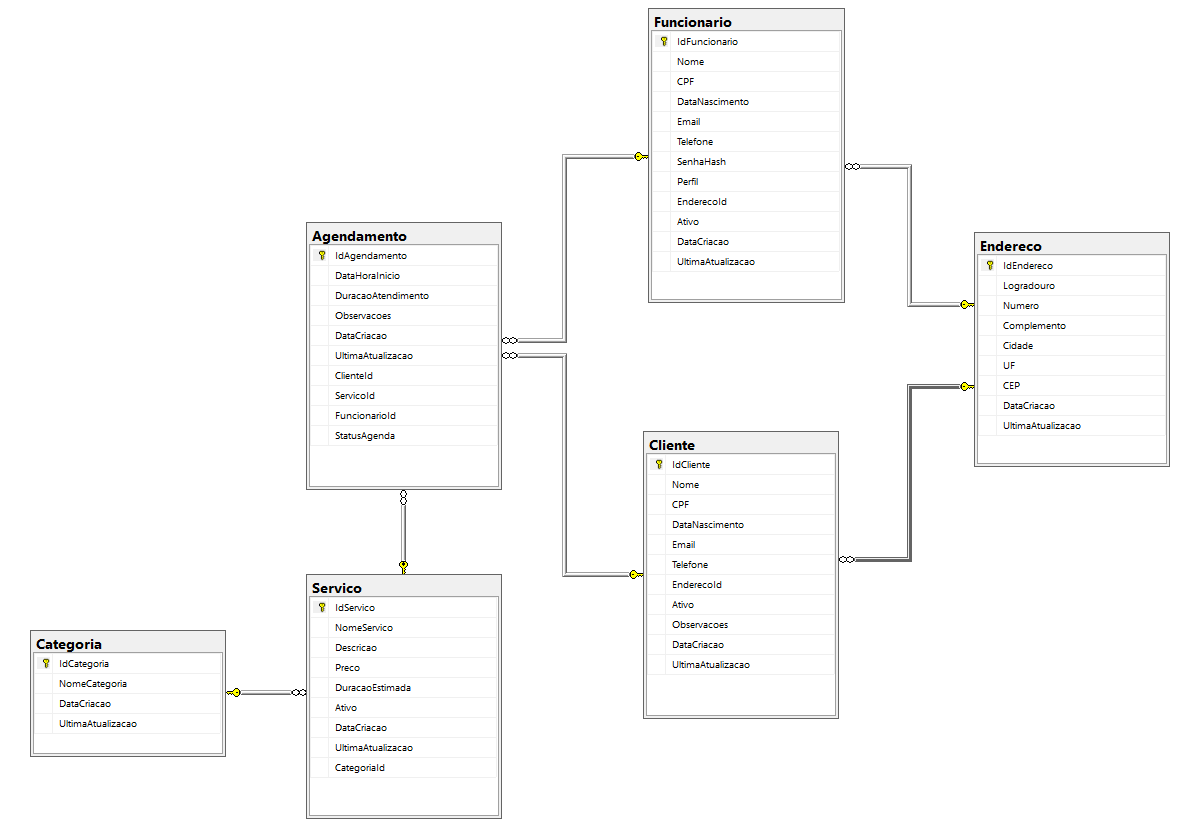 Funcionario
IdFuncionario
Nome
CPF
DataNascimento
Email
Telefone
SenhaHash
Perfil
EnderecoId
Ativo
DataCriacao
UltimaAtualizacao
Agendamento
IdAgendamento
DataHoraInicio
DuracaoAtendimento
Observacoes
DataCriacao
UltimaAtualizacao
ClienteId
ServicoId
FuncionarioId
StatusAgenda
Endereco
IdEndereco
Logradouro
Numero
Complemento
Cidade
UF
CEP
DataCriacao
UltimaAtualizacao
Cliente
IdCliente
Nome
CPF
DataNascimento
Email
Telefone
EnderecoId
Ativo
Observacoes
DataCriacao
UltimaAtualizacao
Servico
IdServico
NomeServico
Descricao
Preco
DuracaoEstimada
Ativo
DataCriacao
UltimaAtualizacao
CategoriaId
Categoria
IdCategoria
NomeCategoria
DataCriacao
UltimaAtualizacao